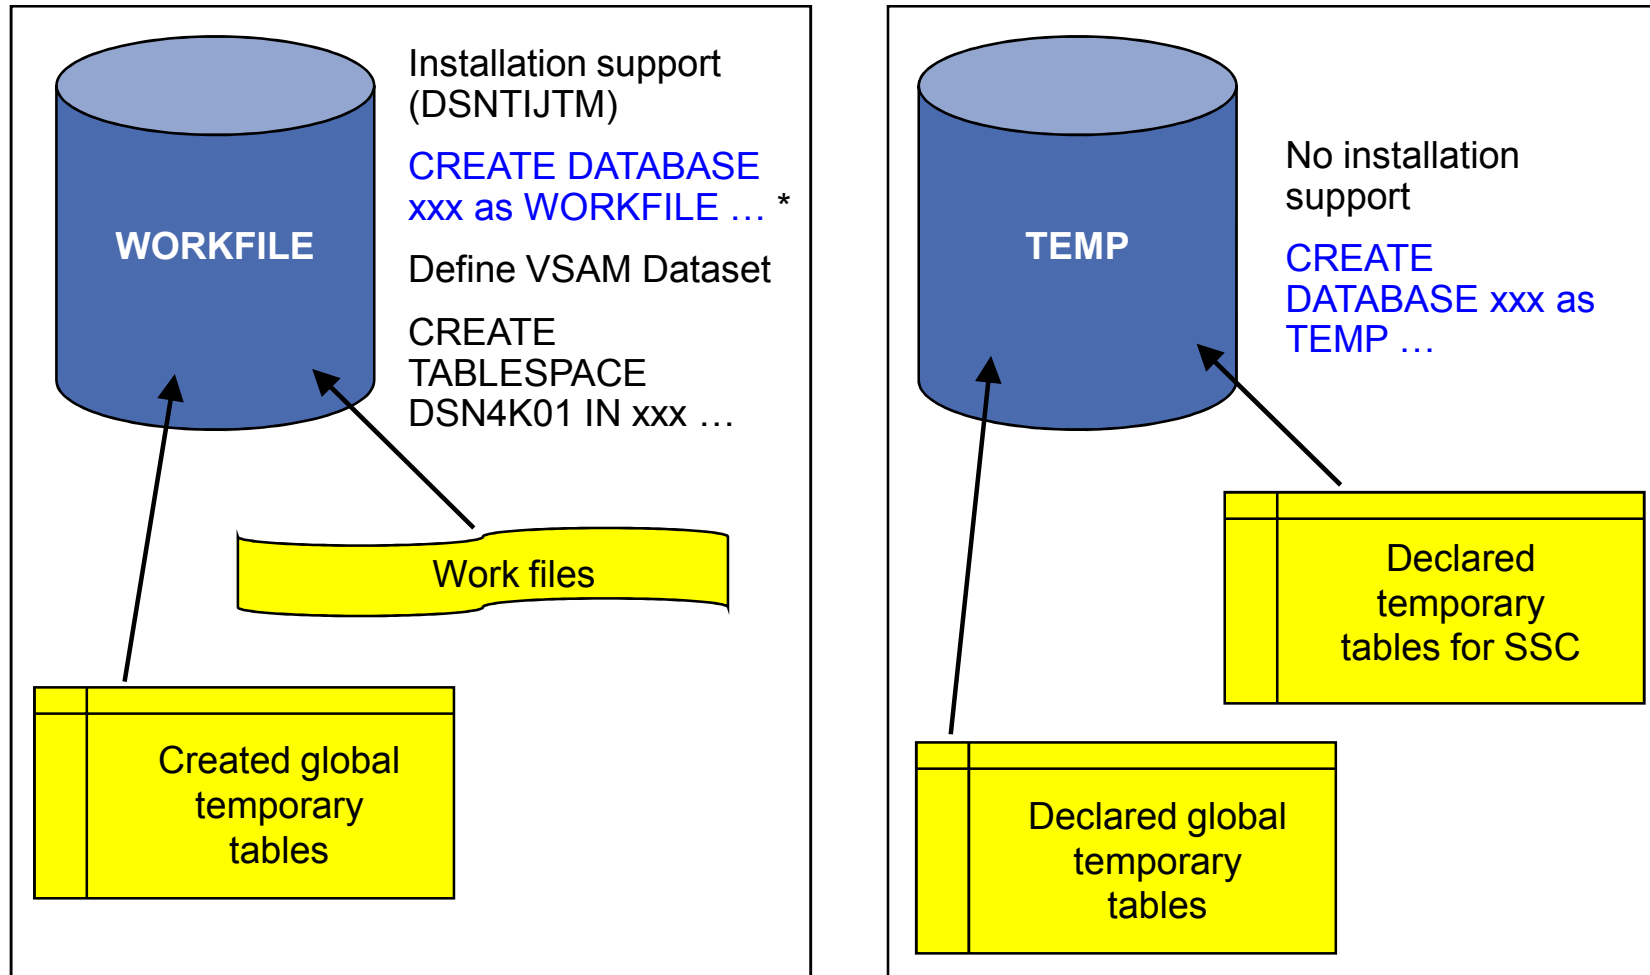 WORKFILE
Installation support
(DSNTIJTM)
CREATE DATABASE
xxx as WORKFILE … *
Define VSAM Dataset
CREATE
TABLESPACE
DSN4K01 IN xxx …
Work files
Created global
temporary
tables
TEMP
No installation
support
CREATE
DATABASE xxx as
TEMP …
Declared
temporary
tables for SSC
Declared global
temporary
tables